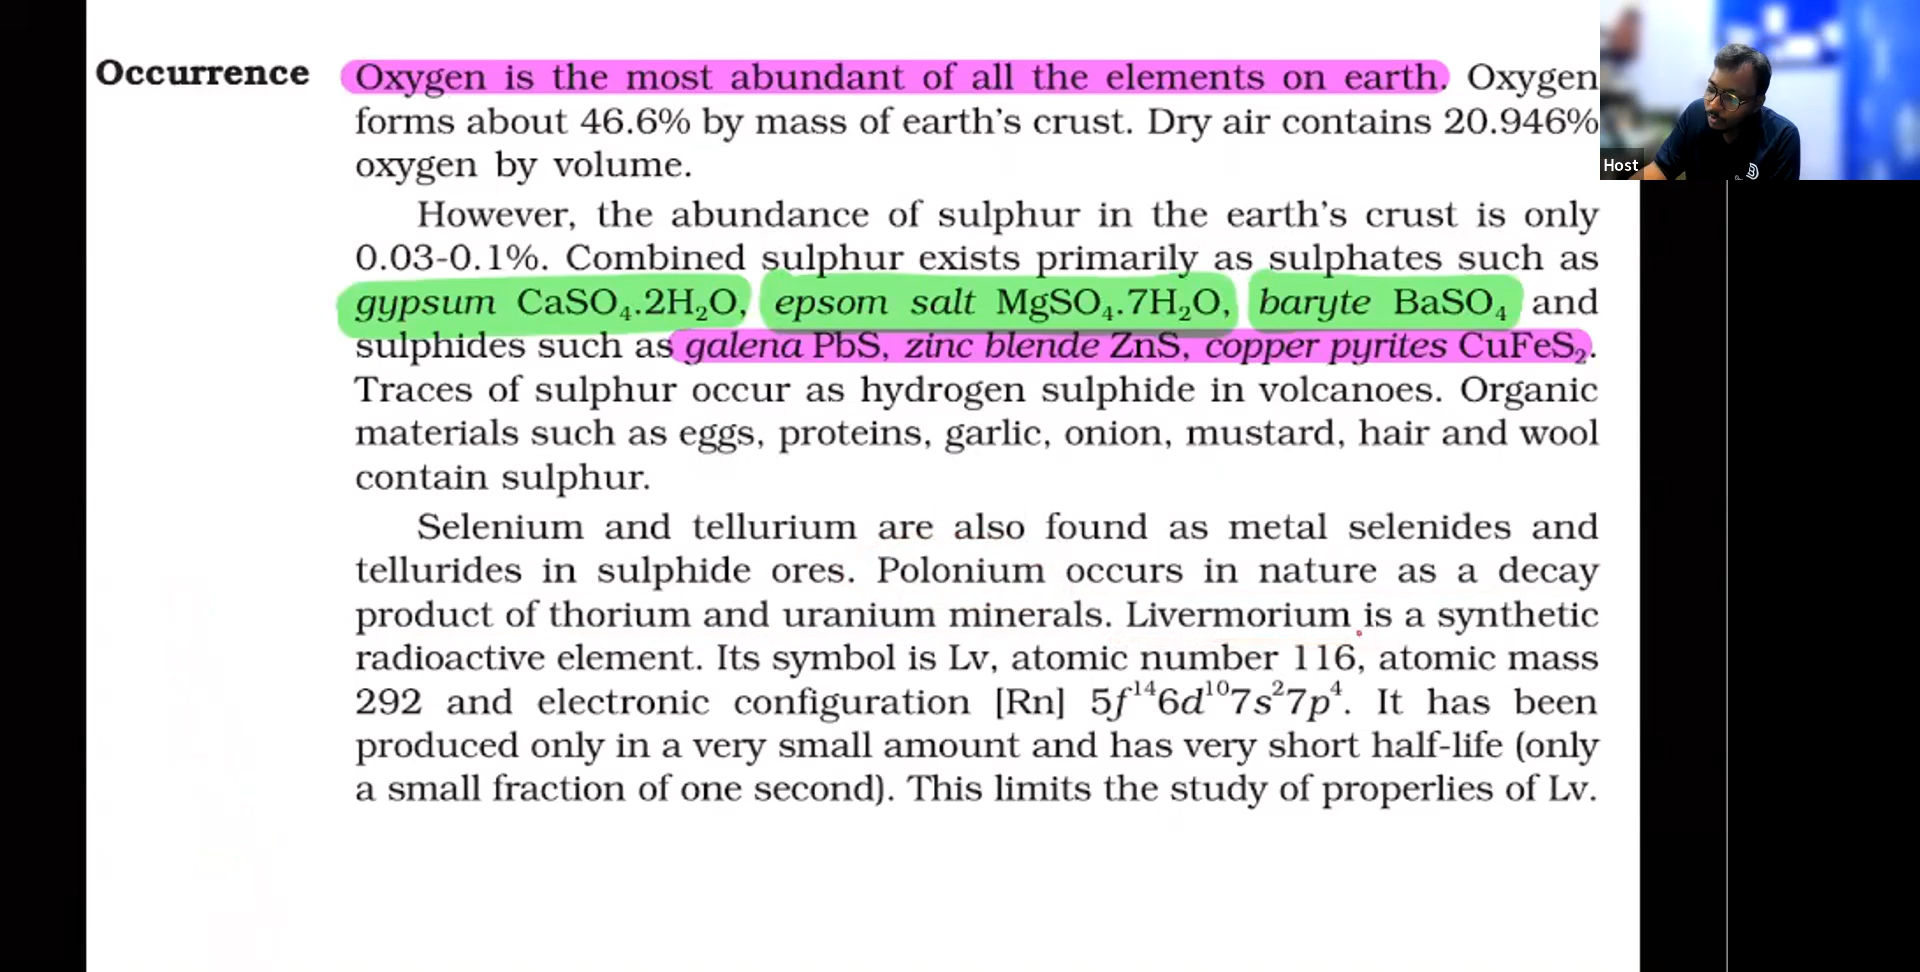 Occurrence
Oxygen is the most abundant of all the elements on earth. Oxygen
forms about 46.6% by mass of earth's crust. Dry air contains 20.946%
oxygen by volume.
However, the abundance of sulphur in the earth's crust is only
0.03-0.1%. Combined sulphur exists primarily as sulphates such as
gypsum CaSO₄.2H₂O, epsom salt MgSO₄.7H₂O, baryte BaSO₄ and
sulphides such as galena PbS, zinc blende ZnS, copper pyrites CuFeS₂.
Traces of sulphur occur as hydrogen sulphide in volcanoes. Organic
materials such as eggs, proteins, garlic, onion, mustard, hair and wool
contain sulphur.
Selenium and tellurium are also found as metal selenides and
tellurides in sulphide ores. Polonium occurs in nature as a decay
product of thorium and uranium minerals. Livermorium is a synthetic
radioactive element. Its symbol is Lv, atomic number 116, atomic mass
292 and electronic configuration [Rn] 5f¹⁴6d¹⁰7s²7p⁴. It has been
produced only in a very small amount and has very short half-life (only
a small fraction of one second). This limits the study of properlies of Lv.
Host